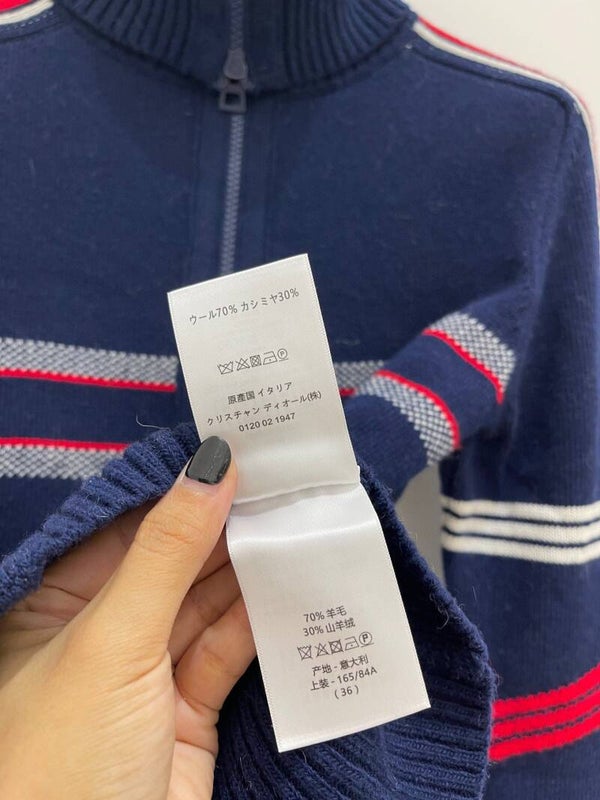 ウール70% カシミヤ30%
P
原産国 イタリア
クリスチャン ディオール(株)
0120 02 1947
70% 羊毛
30% 山羊绒
P
产地 - 意大利
上装 - 165/84A
( 36 )